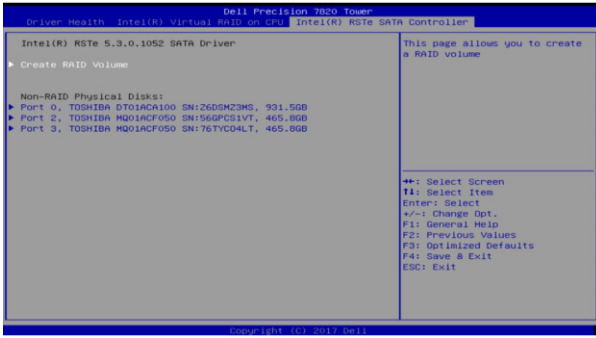 Dell Precision 7820 Tower
Driver Health Intel(R) Virtual RAID on CPU Intel(R) RSTe SATA Controller
Intel(R) RSTe 5.3.0.1052 SATA Driver
Create RAID Volume
Non-RAID Physical Disks:
Port 0, TOSHIBA DT01ACA100 SN:Z6DSMZ3MS, 931.5GB
Port 2, TOSHIBA MQ01ACF050 SN:56GPCS1VT, 465.8GB
Port 3, TOSHIBA MQ01ACF050 SN:76TYC04LT, 465.8GB
This page allows you to create
a RAID volume
→←: Select Screen
↑↓: Select Item
Enter: Select
+/-: Change Opt.
F1: General Help
F2: Previous Values
F3: Optimized Defaults
F4: Save & Exit
ESC: Exit
Copyright (C) 2017 Dell